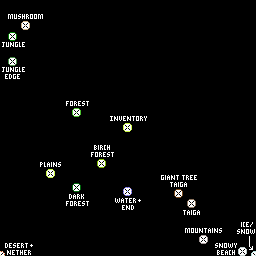 MUSHROOM
JUNGLE
JUNGLE
EDGE
FOREST
INVENTORY
BIRCH
FOREST
PLAINS
DARK
FOREST
WATER +
END
GIANT TREE
TAIGA
TAIGA
MOUNTAINS
ICE/
SNOW
SNOWY
BEACH
DESERT +
NETHER